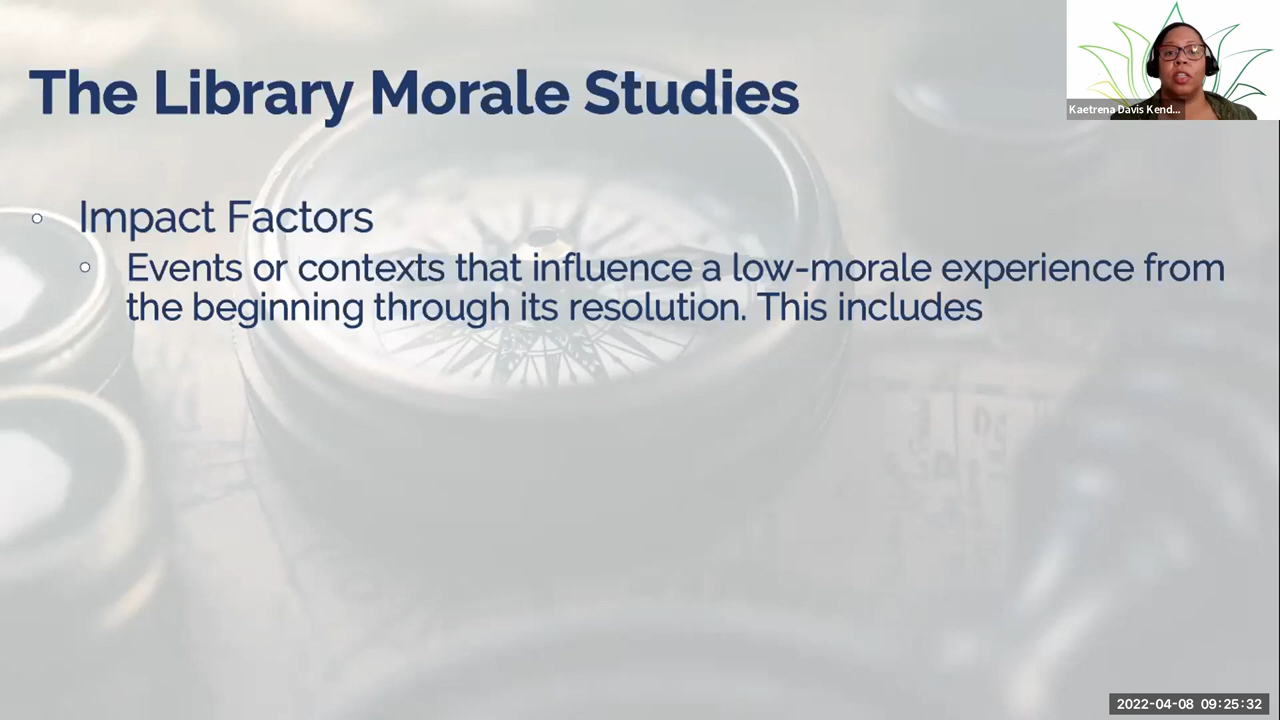 The Library Morale Studies
Kaetrena Davis Kend...
Impact Factors
Events or contexts that influence a low-morale experience from
the beginning through its resolution. This includes
2022-04-08 09:25:32